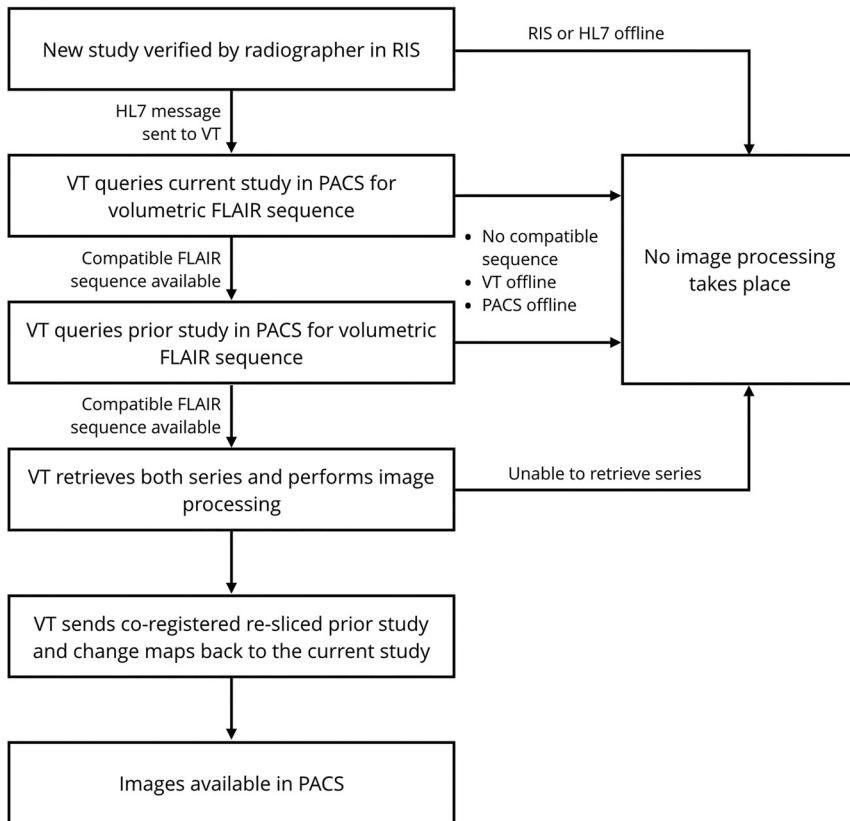 New study verified by radiographer in RIS
RIS or HL7 offline
HL7 message
sent to VT
VT queries current study in PACS for
volumetric FLAIR sequence
• No compatible
sequence
• VT offline
• PACS offline
No image processing
takes place
Compatible FLAIR
sequence available
VT queries prior study in PACS for volumetric
FLAIR sequence
Compatible FLAIR
sequence available
VT retrieves both series and performs image
processing
Unable to retrieve series
VT sends co-registered re-sliced prior study
and change maps back to the current study
Images available in PACS